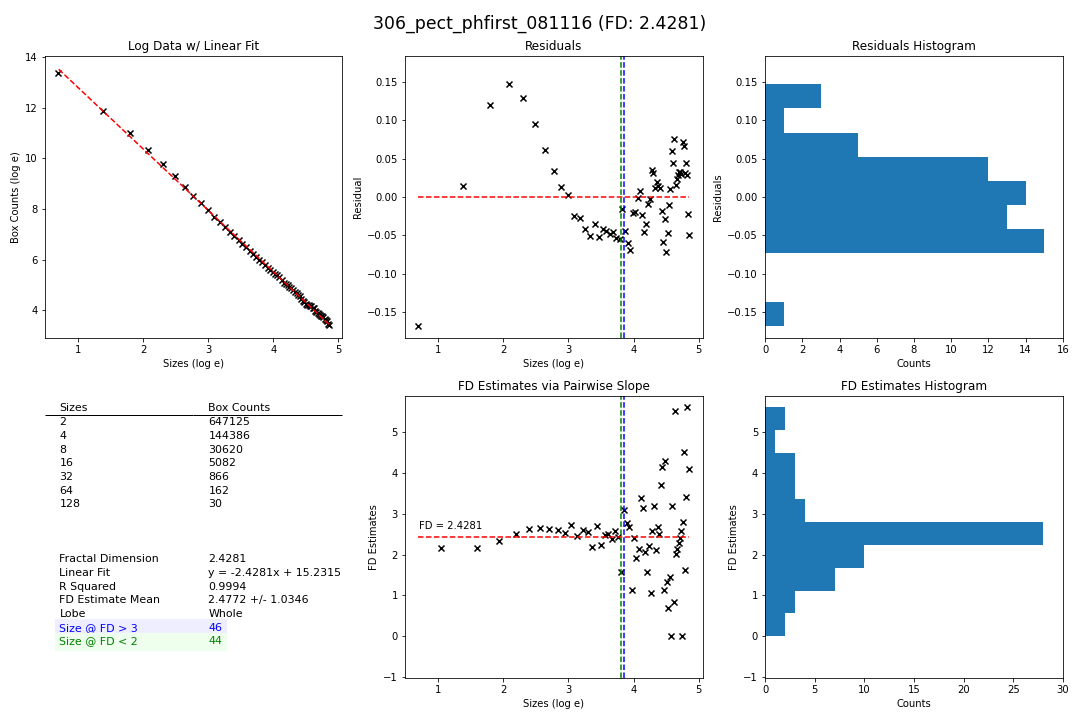 306_pect_phfirst_081116 (FD: 2.4281)
Log Data w/ Linear Fit
Box Counts (log e)
14
12
10
8
6
4
1
2
3
4
5
Sizes (log e)
Residuals
Residual
0.15
0.10
0.05
0.00
−0.05
−0.10
−0.15
1
2
3
4
5
Sizes (log e)
Residuals Histogram
Residuals
0.15
0.10
0.05
0.00
−0.05
−0.10
−0.15
0
2
4
6
8
10
12
14
16
Counts
Sizes Box Counts
2 647125
4 144386
8 30620
16 5082
32 866
64 162
128 30
Fractal Dimension 2.4281
Linear Fit y = -2.4281x + 15.2315
R Squared 0.9994
FD Estimate Mean 2.4772 +/- 1.0346
Lobe Whole
Size @ FD > 3 46
Size @ FD < 2 44
FD Estimates via Pairwise Slope
FD Estimates
5
4
3
2
1
0
−1
FD = 2.4281
1
2
3
4
5
Sizes (log e)
FD Estimates Histogram
FD Estimates
5
4
3
2
1
0
−1
0
5
10
15
20
25
30
Counts